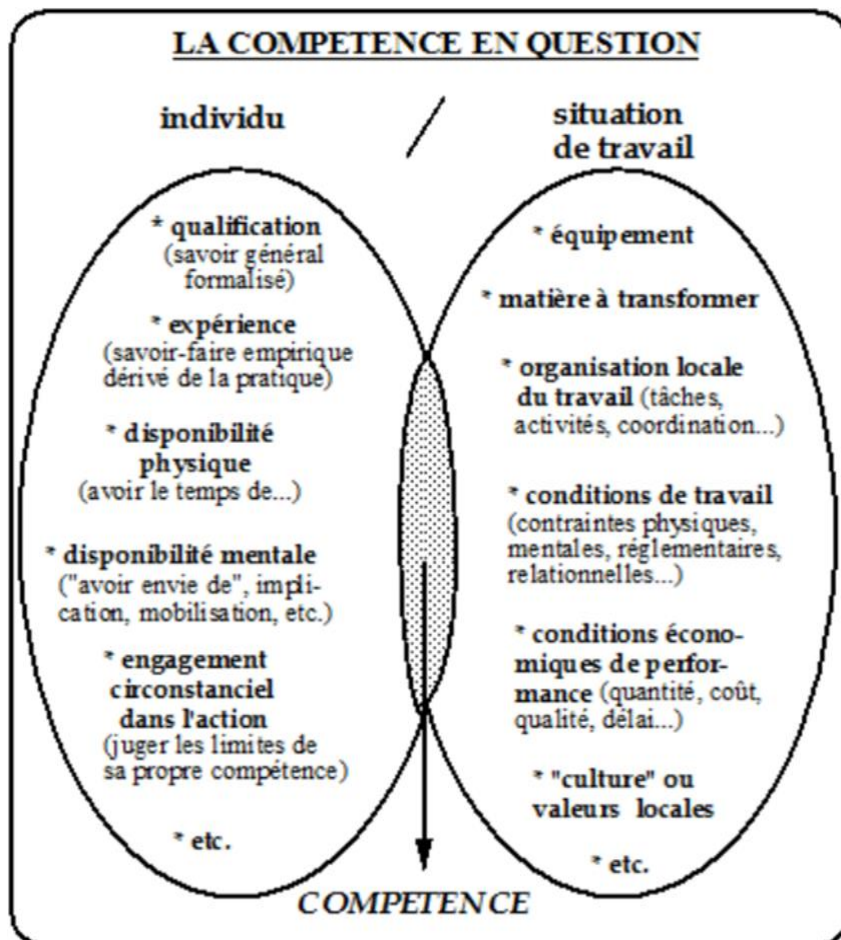 LA COMPETENCE EN QUESTION
individu
/
situation
de travail
* qualification
(savoir général
formalisé)
* expérience
(savoir-faire empirique
dérivé de la pratique)
* disponibilité
physique
(avoir le temps de...)
* disponibilité mentale
("avoir envie de", impli-
cation, mobilisation, etc.)
* engagement
circonstanciel
dans l'action
(juger les limites de
sa propre compétence)
* etc.
* équipement
* matière à transformer
* organisation locale
du travail (tâches,
activités, coordination...)
* conditions de travail
(contraintes physiques,
mentales, réglementaires,
relationnelles...)
* conditions écono-
miques de perfor-
mance (quantité, coût,
qualité, délai...)
* "culture" ou
valeurs locales
* etc.
COMPETENCE